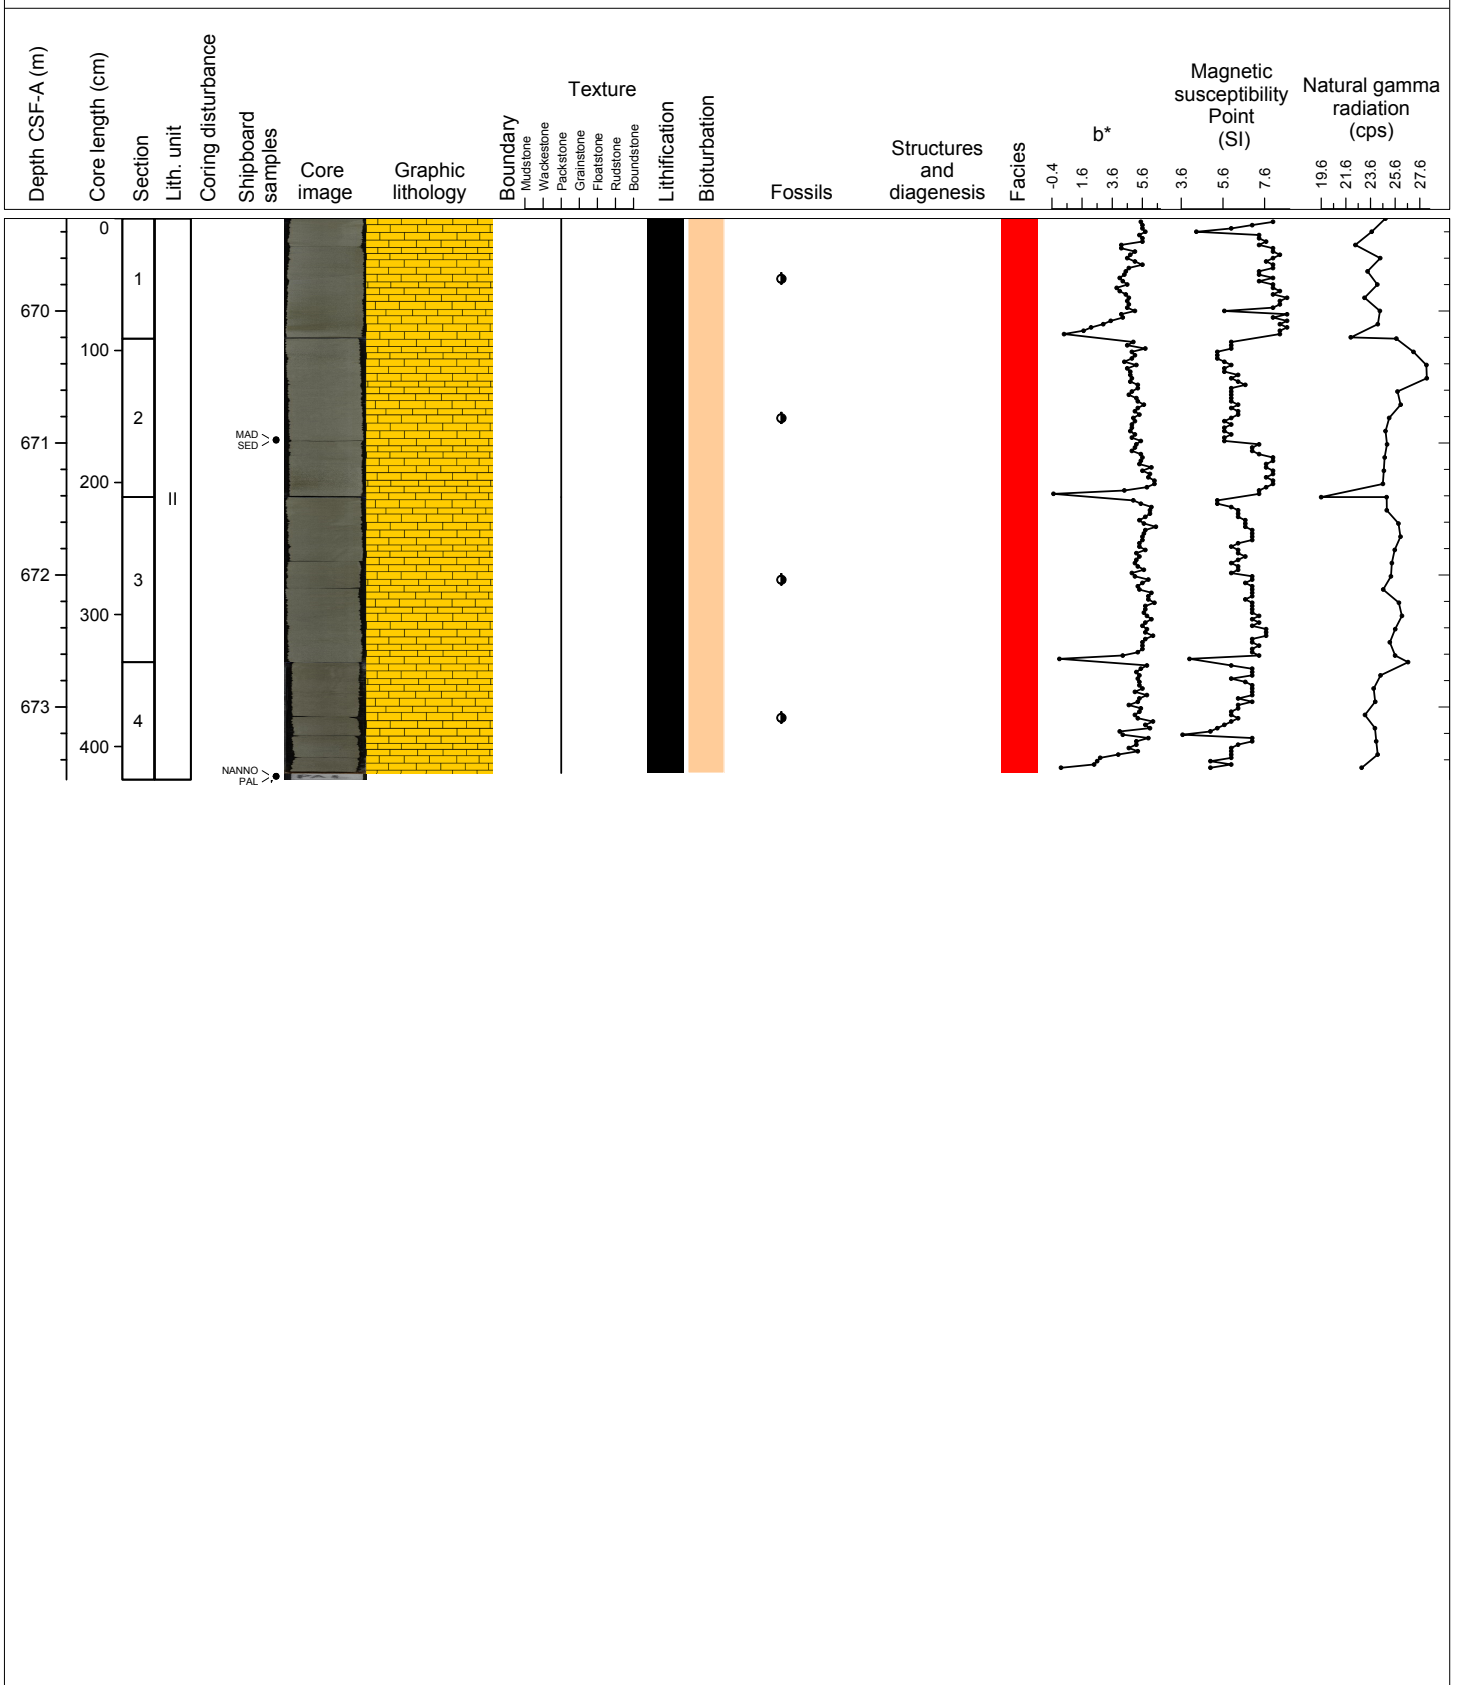 Depth CSF-A (m)
Core length (cm)
Section
Lith. unit
Coring disturbance
Shipboard
samples
Core
image
Graphic
lithology
Boundary
Texture
Mudstone
Wackestone
Packstone
Grainstone
Floatstone
Rudstone
Boundstone
Lithification
Bioturbation
Fossils
Structures
and
diagenesis
Facies
b*
-0.4
1.6
3.6
5.6
Magnetic
susceptibility
Point
(SI)
3.6
5.6
7.6
Natural gamma
radiation
(cps)
19.6
21.6
23.6
25.6
27.6
670
671
672
673
0
100
200
300
400
1
2
3
4
II
MAD
SED
NANNO
PAL
PAL